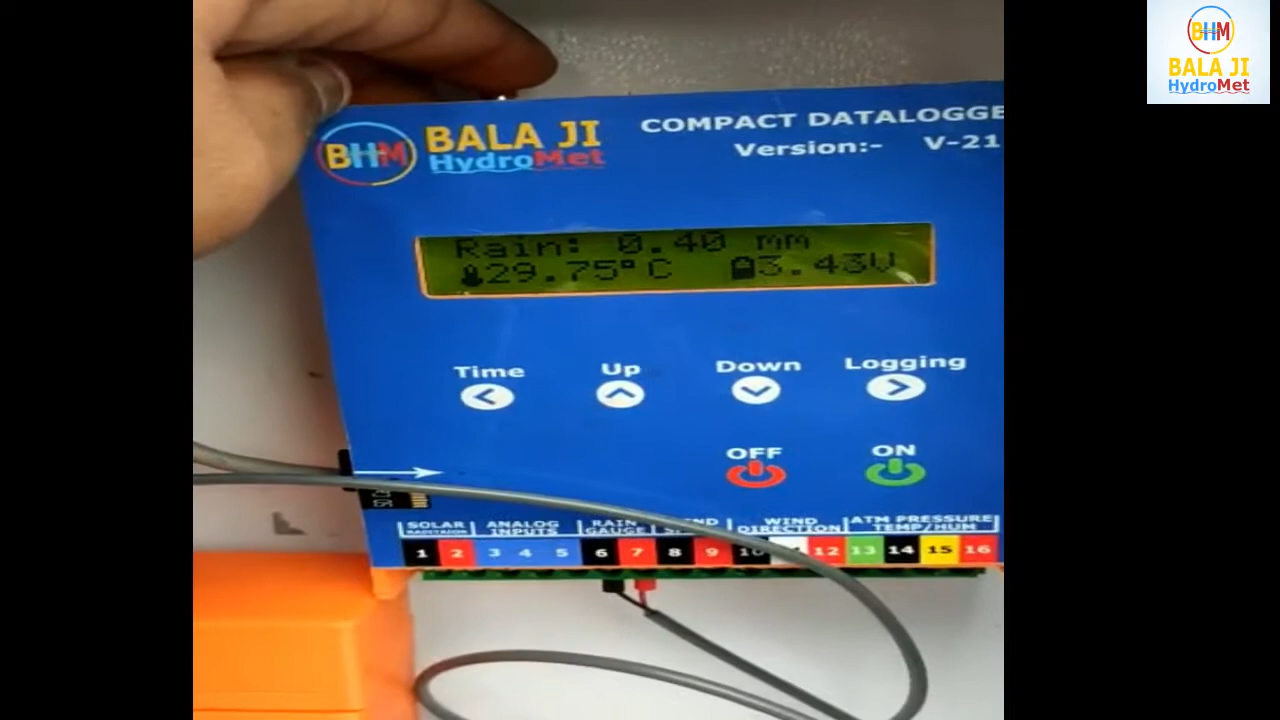 BHM
BALA JI
HydroMet
BHM
BALA JI
HydroMet
COMPACT DATALOGGE
Version:- V-21
Rain: 0.40 mm
29.75°C 3.43V
Time Up Down Logging
OFF ON
SOLAR ANALOG INPUTS RAIN GAUGE WIND DIRECTION ATM PRESSURE TEMP/HUM
1 2 3 4 5 6 7 8 9 10 12 13 14 15 16